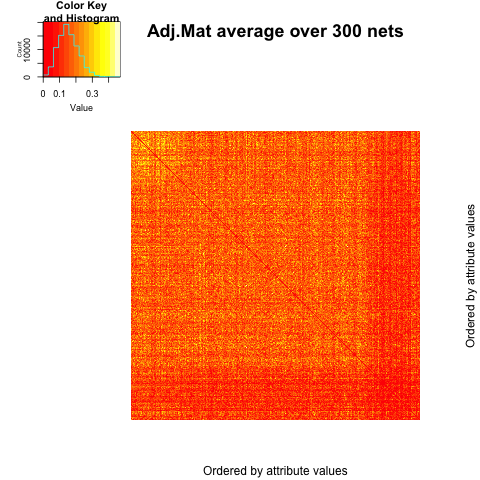 Color Key
and Histogram
Adj.Mat average over 300 nets
Count
0
10000
0 0.1 0.3
Value
Ordered by attribute values
Ordered by attribute values